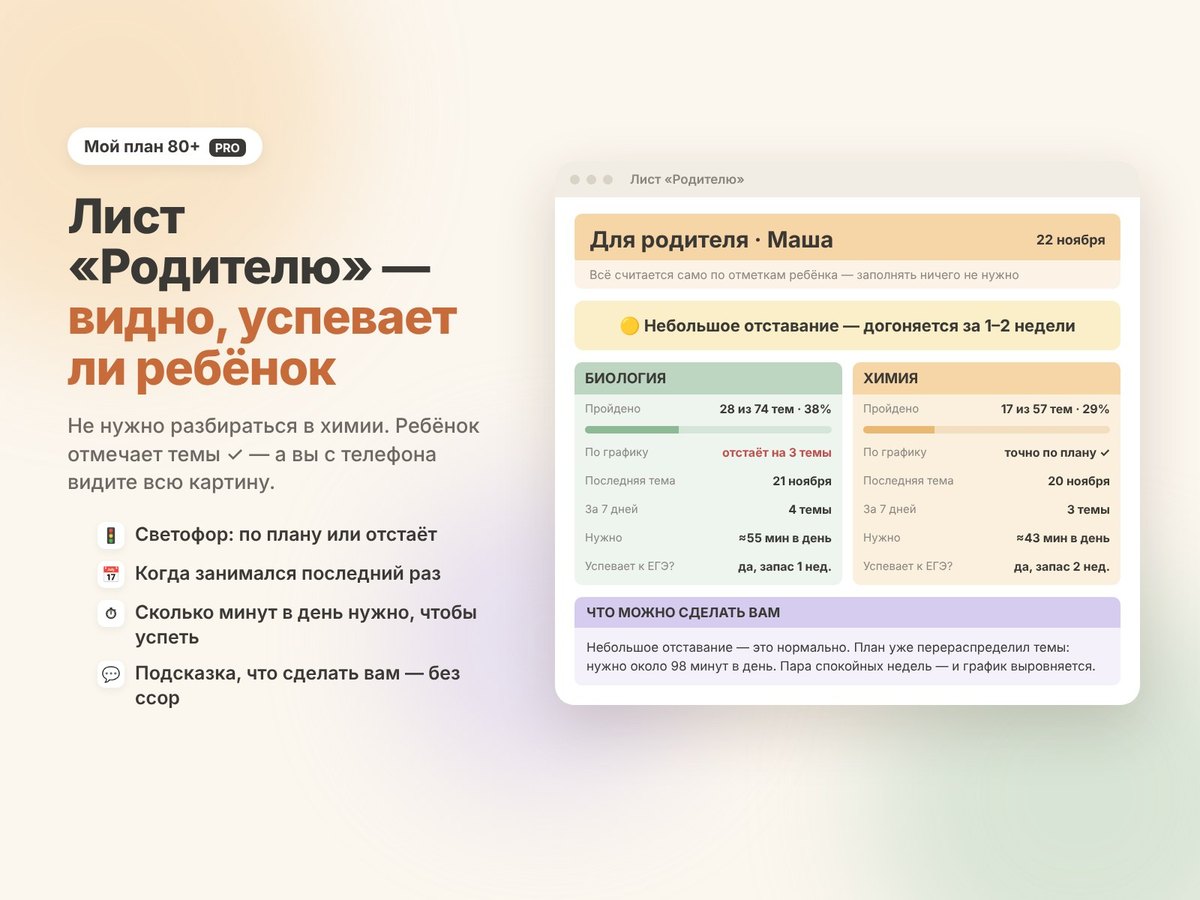 Мой план 80+ PRO
Лист
«Родителю» —
видно, успевает
ли ребёнок
Не нужно разбираться в химии. Ребёнок
отмечает темы ✓ — а вы с телефона
видите всю картину.
🚦 Светофор: по плану или отстаёт
📅 Когда занимался последний раз
⏱ Сколько минут в день нужно, чтобы
успеть
💬 Подсказка, что сделать вам — без
ссор
Лист «Родителю»
Для родителя · Маша 22 ноября
Всё считается само по отметкам ребёнка — заполнять ничего не нужно
🟡 Небольшое отставание — догоняется за 1–2 недели
БИОЛОГИЯ
Пройдено 28 из 74 тем · 38%
По графику отстаёт на 3 темы
Последняя тема 21 ноября
За 7 дней 4 темы
Нужно ≈55 мин в день
Успевает к ЕГЭ? да, запас 1 нед.
ХИМИЯ
Пройдено 17 из 57 тем · 29%
По графику точно по плану ✓
Последняя тема 20 ноября
За 7 дней 3 темы
Нужно ≈43 мин в день
Успевает к ЕГЭ? да, запас 2 нед.
ЧТО МОЖНО СДЕЛАТЬ ВАМ
Небольшое отставание — это нормально. План уже перераспределил темы:
нужно около 98 минут в день. Пара спокойных недель — и график выровняется.